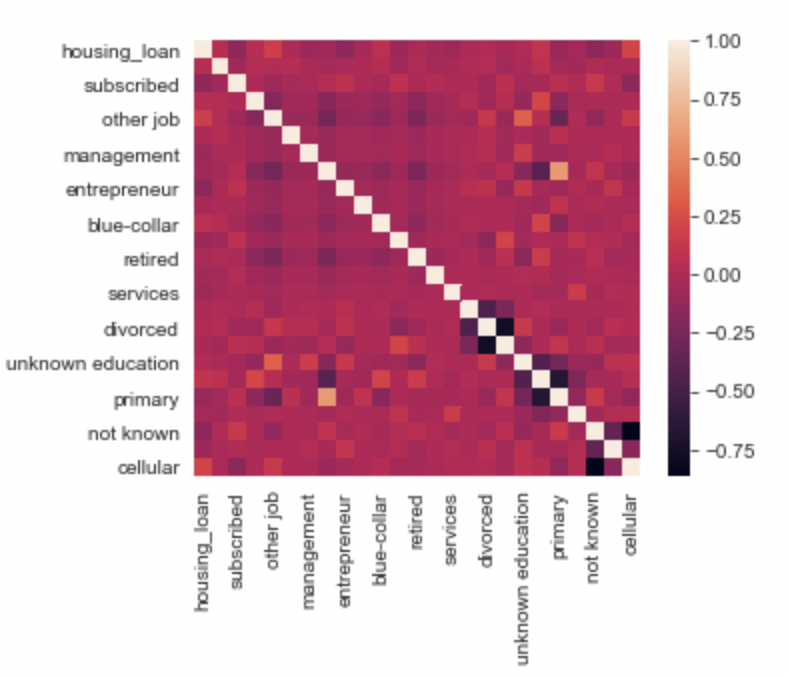 housing_loan
subscribed
other job
management
entrepreneur
blue-collar
retired
services
divorced
unknown education
primary
not known
cellular
1.00
0.75
0.50
0.25
0.00
−0.25
−0.50
−0.75
housing_loan
subscribed
other job
management
entrepreneur
blue-collar
retired
services
divorced
unknown education
primary
not known
cellular